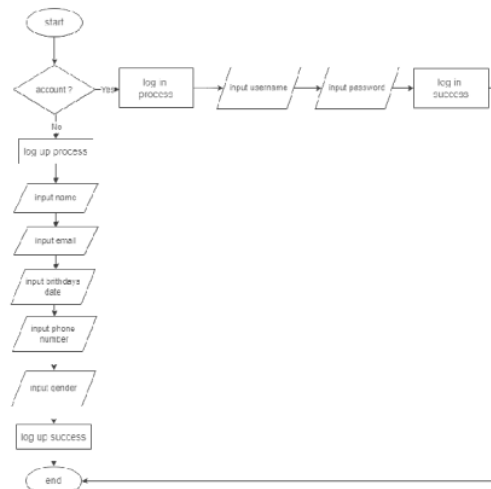 start
account ?
Yes
log in
process
input username
input password
log in
success
No
log up process
input name
input email
input birthdays
date
input phone
number
input gender
log up success
end